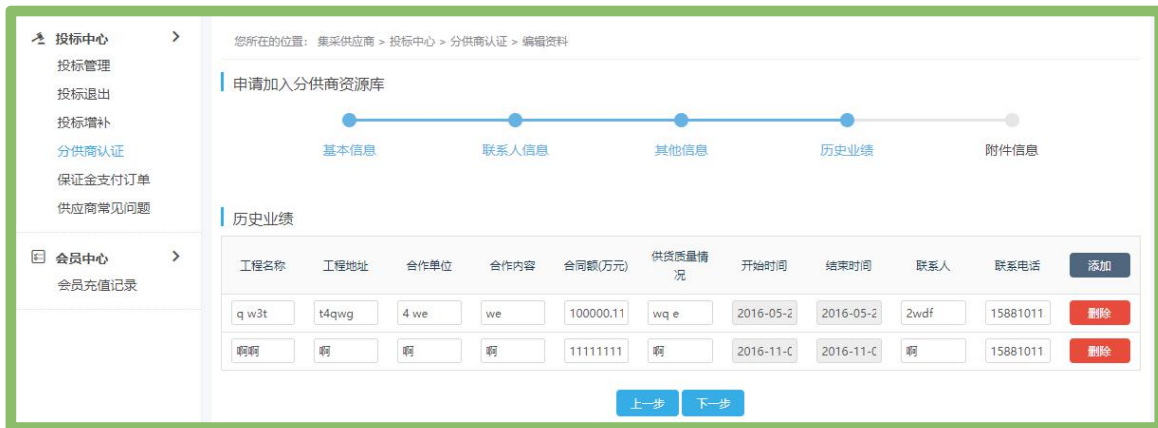 投标中心
投标管理
投标退出
投标增补
分供商认证
保证金支付订单
供应商常见问题
会员中心
会员充值记录
您所在的位置： 集采供应商 > 投标中心 > 分供商认证 > 编辑资料
申请加入分供商资源库
基本信息 联系人信息 其他信息 历史业绩 附件信息
历史业绩
工程名称 工程地址 合作单位 合作内容 合同额(万元) 供货质量情况 开始时间 结束时间 联系人 联系电话 添加
q w3t t4qwg 4 we we 100000.11 wq e 2016-05-2 2016-05-2 2wdf 15881011 删除
啊啊 啊 啊 啊 11111111 啊 2016-11-0 2016-11-0 啊 15881011 删除
上一步 下一步